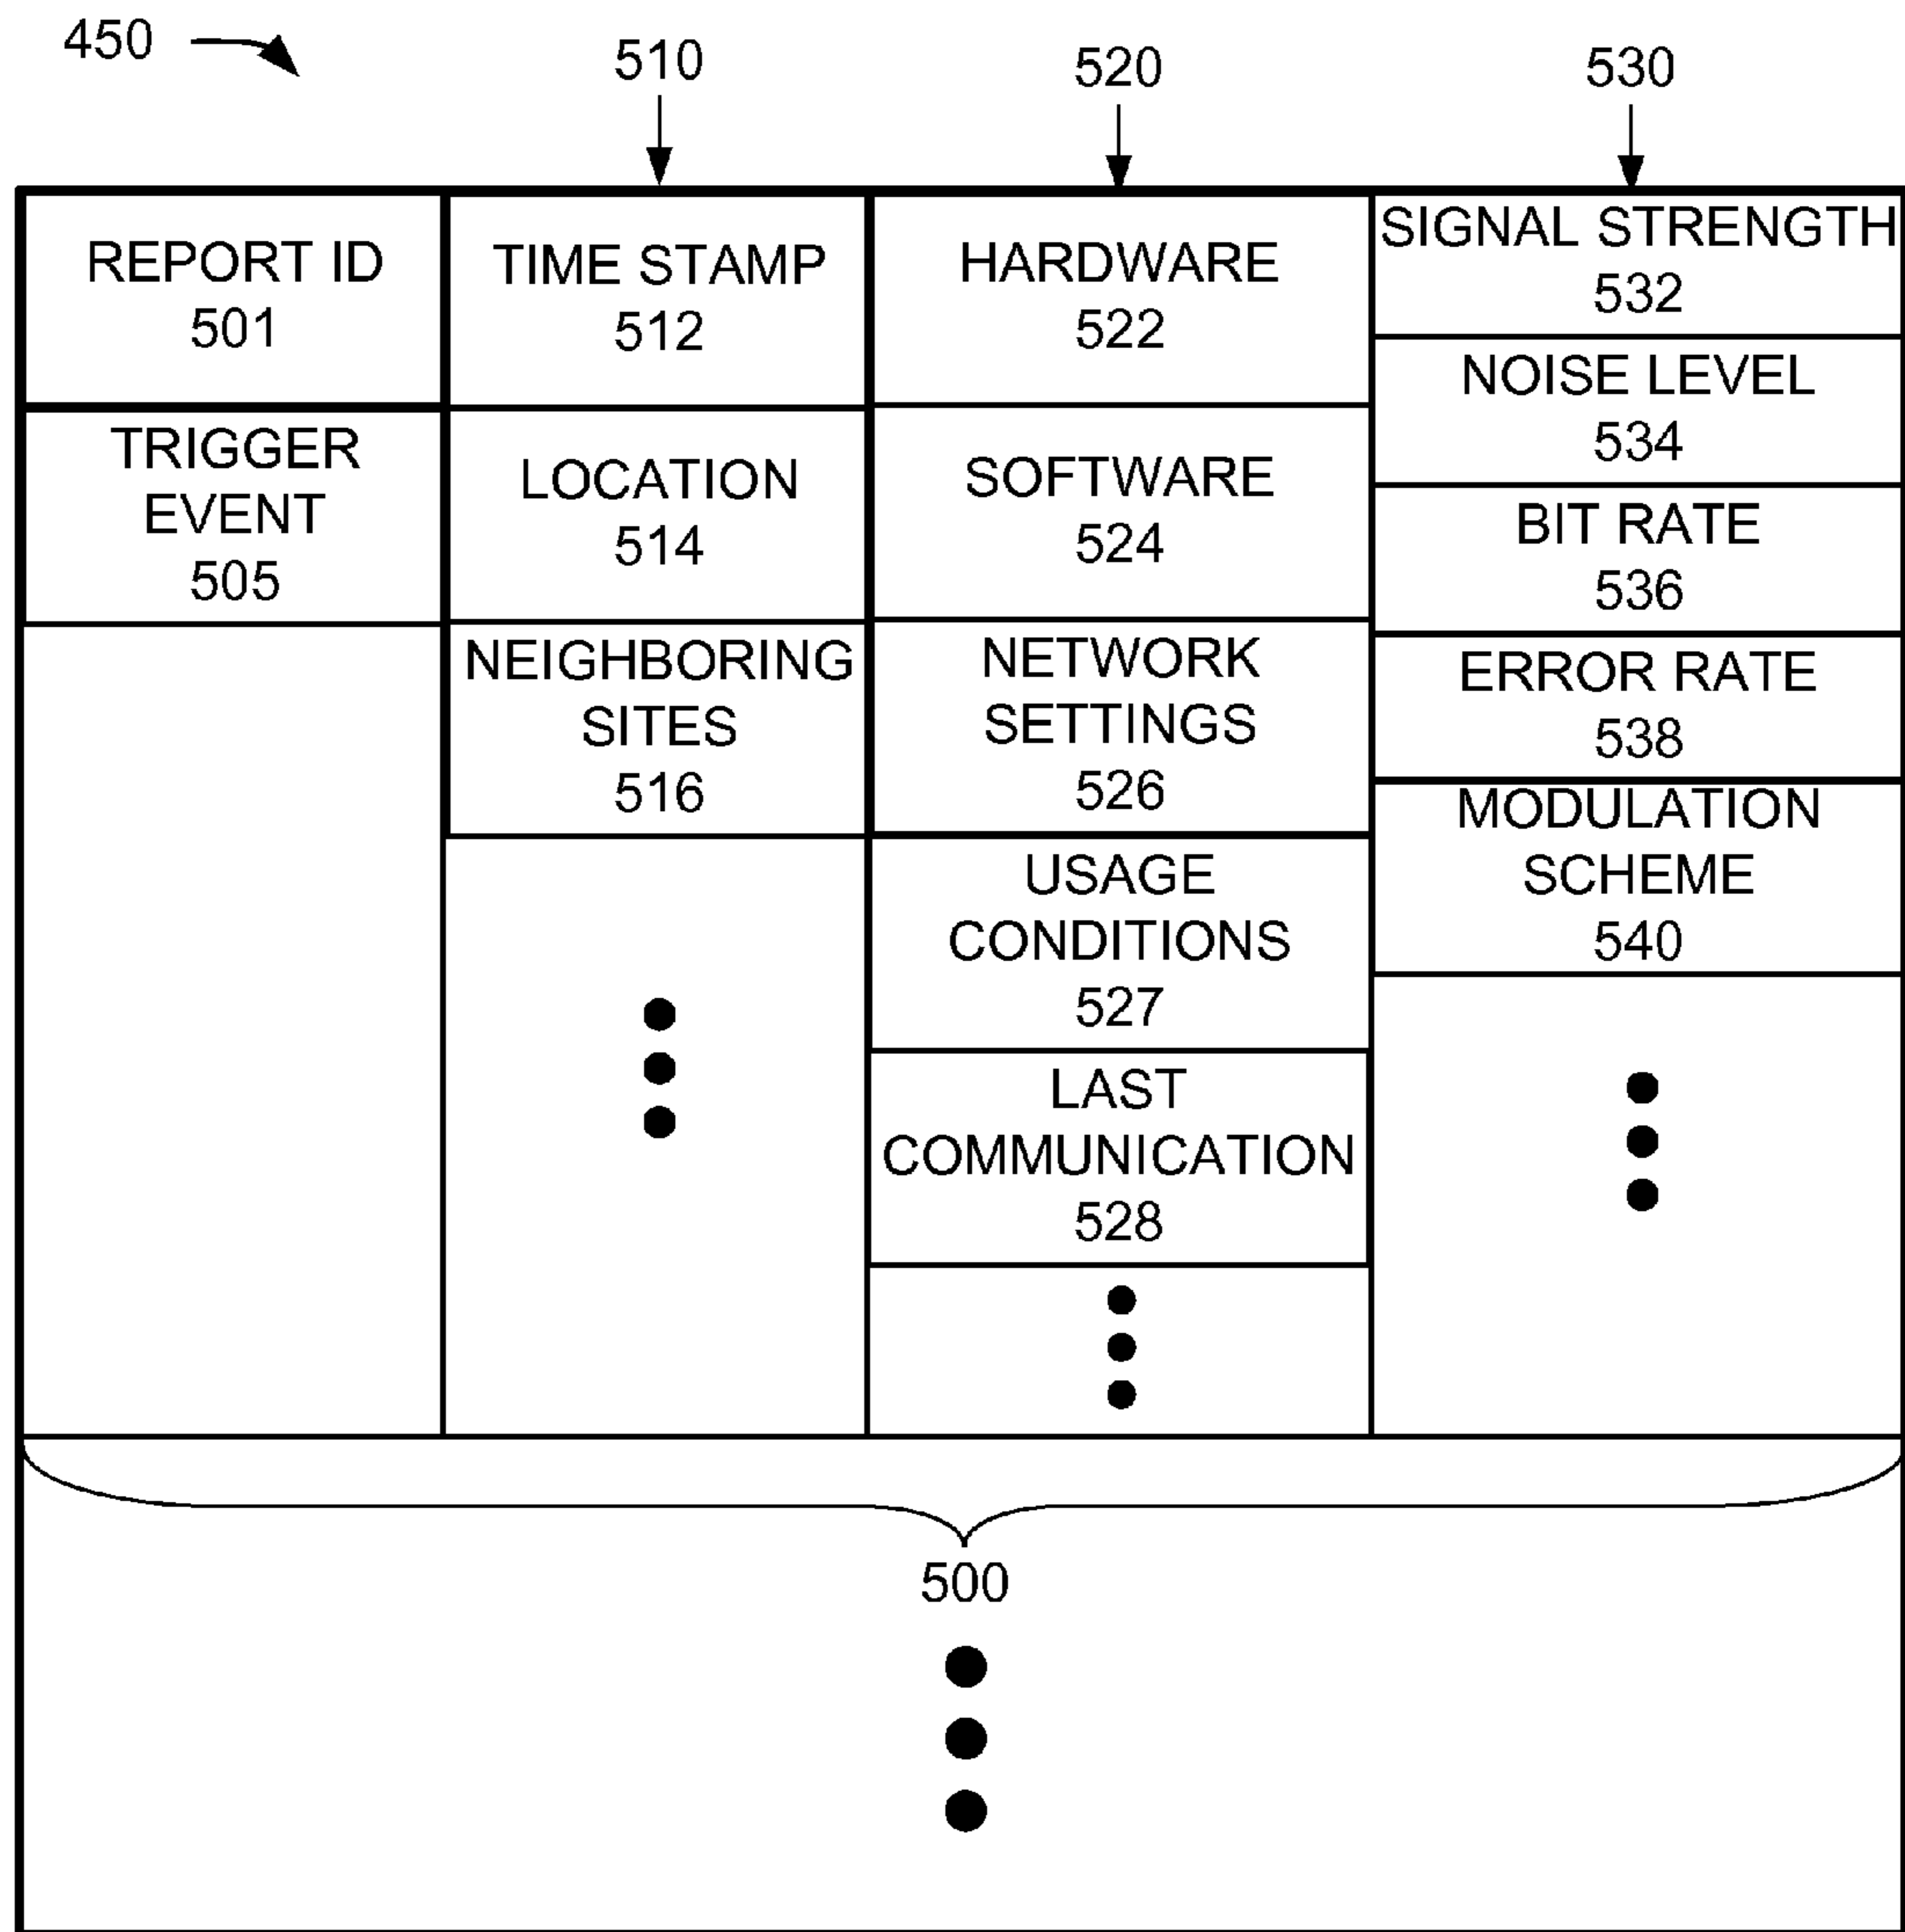 450
510
520
530
REPORT ID
501
TRIGGER
EVENT
505
TIME STAMP
512
LOCATION
514
NEIGHBORING
SITES
516
HARDWARE
522
SOFTWARE
524
NETWORK
SETTINGS
526
USAGE
CONDITIONS
527
LAST
COMMUNICATION
528
SIGNAL STRENGTH
532
NOISE LEVEL
534
BIT RATE
536
ERROR RATE
538
MODULATION
SCHEME
540
500